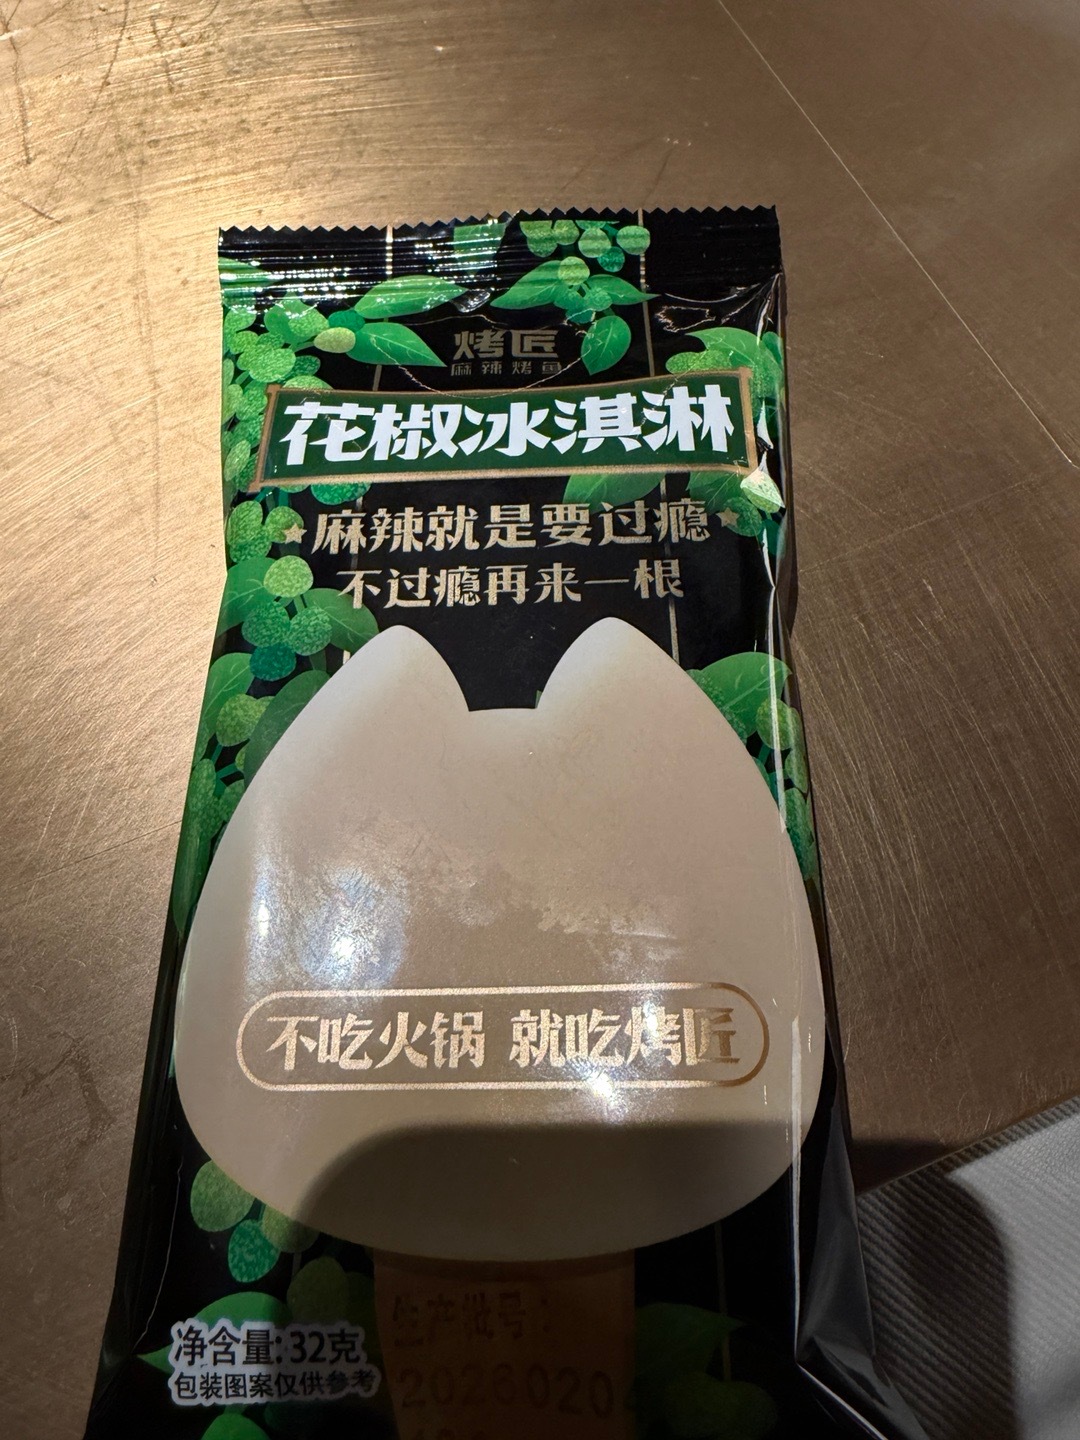 烤匠
麻辣烤鱼
花椒冰淇淋
麻辣就是要过瘾
不过瘾再来一根
不吃火锅 就吃烤匠
生产批号:
净含量:32克
包装图案仅供参考